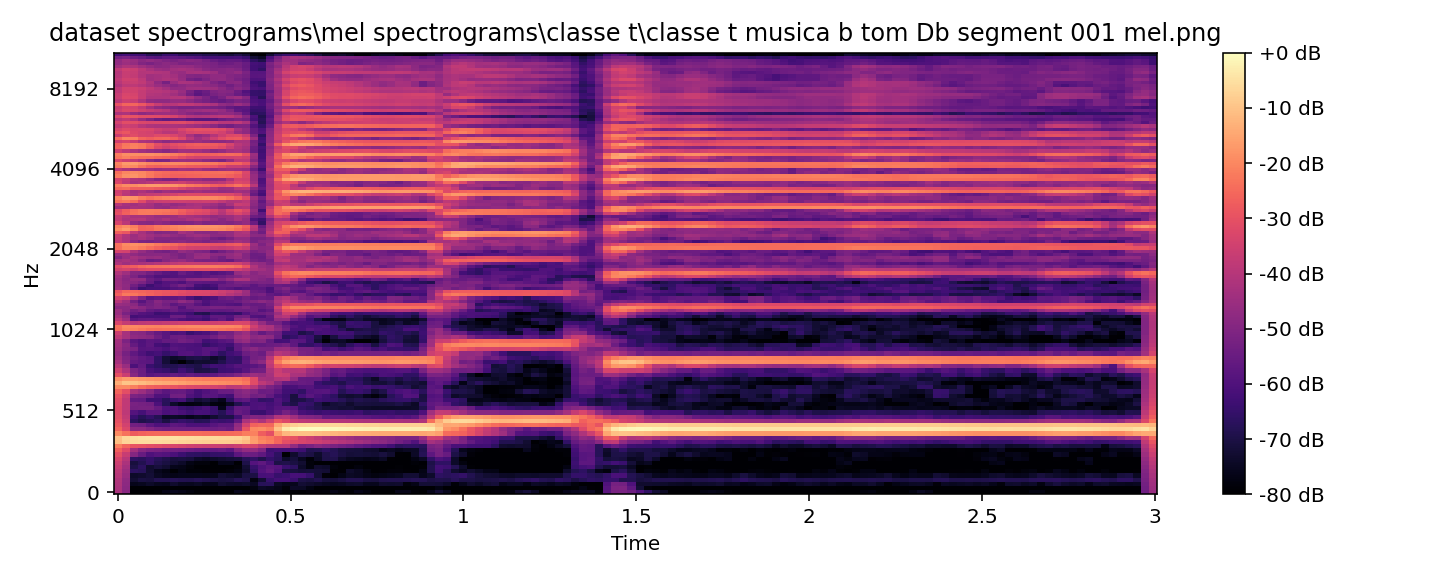 dataset spectrograms\mel spectrograms\classe t\classe t musica b tom Db segment 001 mel.png
+0 dB
8192
-10 dB
4096
-20 dB
-30 dB
2048
-40 dB
Hz
1024
-50 dB
-60 dB
512
-70 dB
0
-80 dB
0
0.5
1
1.5
2
2.5
3
Time